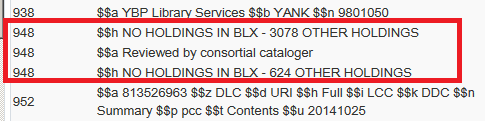 938 $$a YBP Library Services $$b YANK $$n 9801050
948 $$h NO HOLDINGS IN BLX - 3078 OTHER HOLDINGS
948 $$a Reviewed by consortial cataloger
948 $$h NO HOLDINGS IN BLX - 624 OTHER HOLDINGS
952 $$a 813526963 $$z DLC $$d URI $$h Full $$i LCC $$k DDC $$n
Summary $$p pcc $$t Contents $$u 20141025